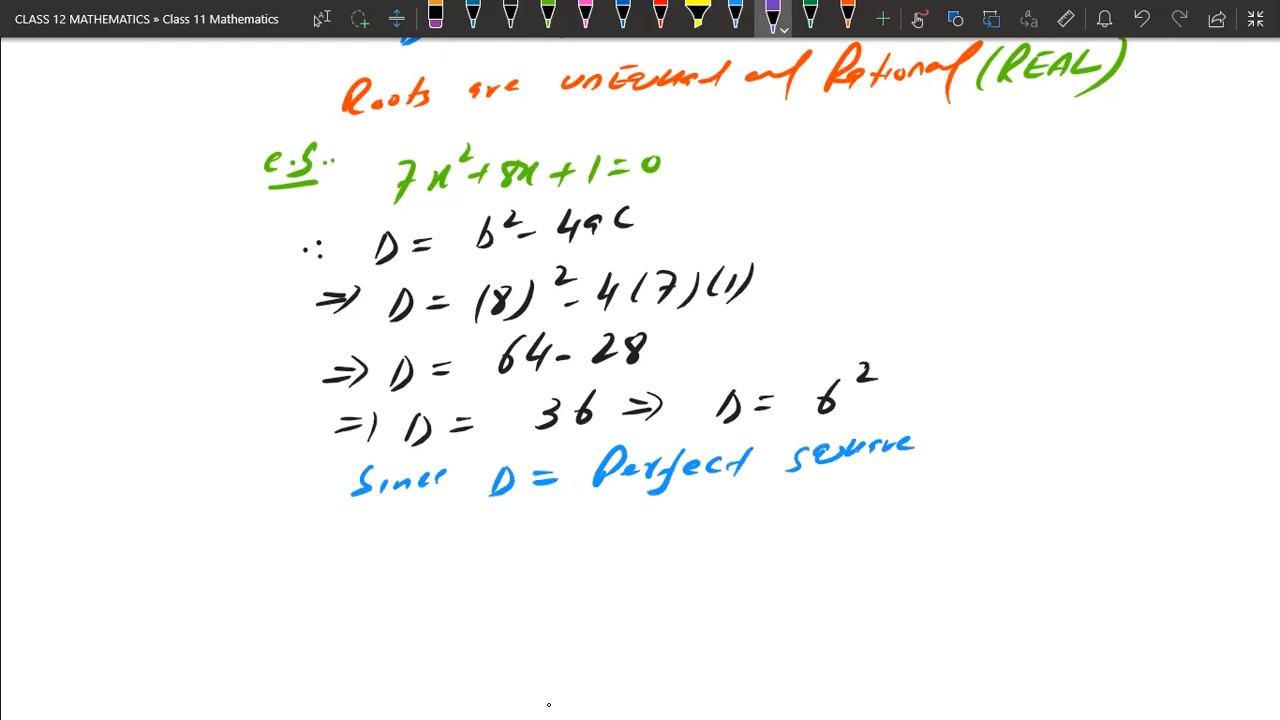 CLASS 12 MATHEMATICS » Class 11 Mathematics
Roots are unEqual and Rational (REAL)
e.g.. 7x²+8x+1=0
∵ D = b²-4ac
=> D = (8)²-4(7)(1)
=> D = 64-28
=> D = 36 => D = 6²
Since D = Perfect square